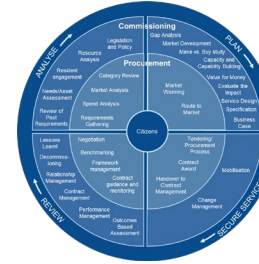 Commissioning
Procurement
Citizens
ANALYSE
PLAN
SECURE SERVICE
REVIEW
Legislation
and Policy
Resource
Analysis
Resident
engagement
Needs/Asset
Assessment
Review of
Past
Requirements
Category Review
Market Analysis
Spend Analysis
Requirements
Gathering
Gap Analysis
Market Development
Make vs. Buy study
Capacity and
Capability Building
Value for Money
Evaluate the
Impact
Service Design/
Specification
Business
Case
Market
Warming
Route to
Market
Tendering/
Procurement
Process
Contract
Award
Handover to
Contract
Management
Mobilisation
Change
Management
Negotiation
Benchmarking
Framework
management
Contract
guidance and
monitoring
Lessons
Learnt
Decommiss-
ioning
Relationship
Management
Contract
Management
Performance
Management
Outcomes
Based
Assessment